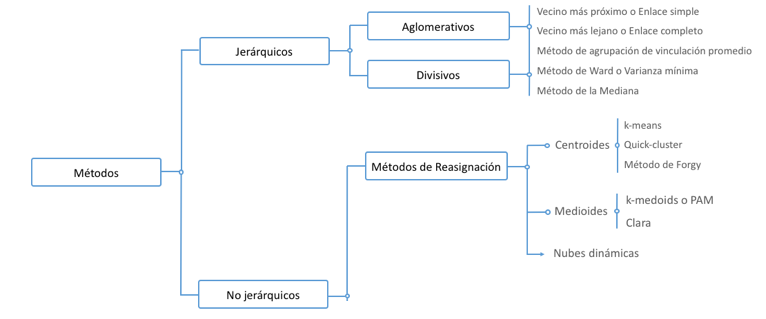 Métodos
Jerárquicos
Aglomerativos
Divisivos
Vecino más próximo o Enlace simple
Vecino más lejano o Enlace completo
Método de agrupación de vinculación promedio
Método de Ward o Varianza mínima
Método de la Mediana
No jerárquicos
Métodos de Reasignación
Centroides
k-means
Quick-cluster
Método de Forgy
Medioides
k-medoids o PAM
Clara
Nubes dinámicas